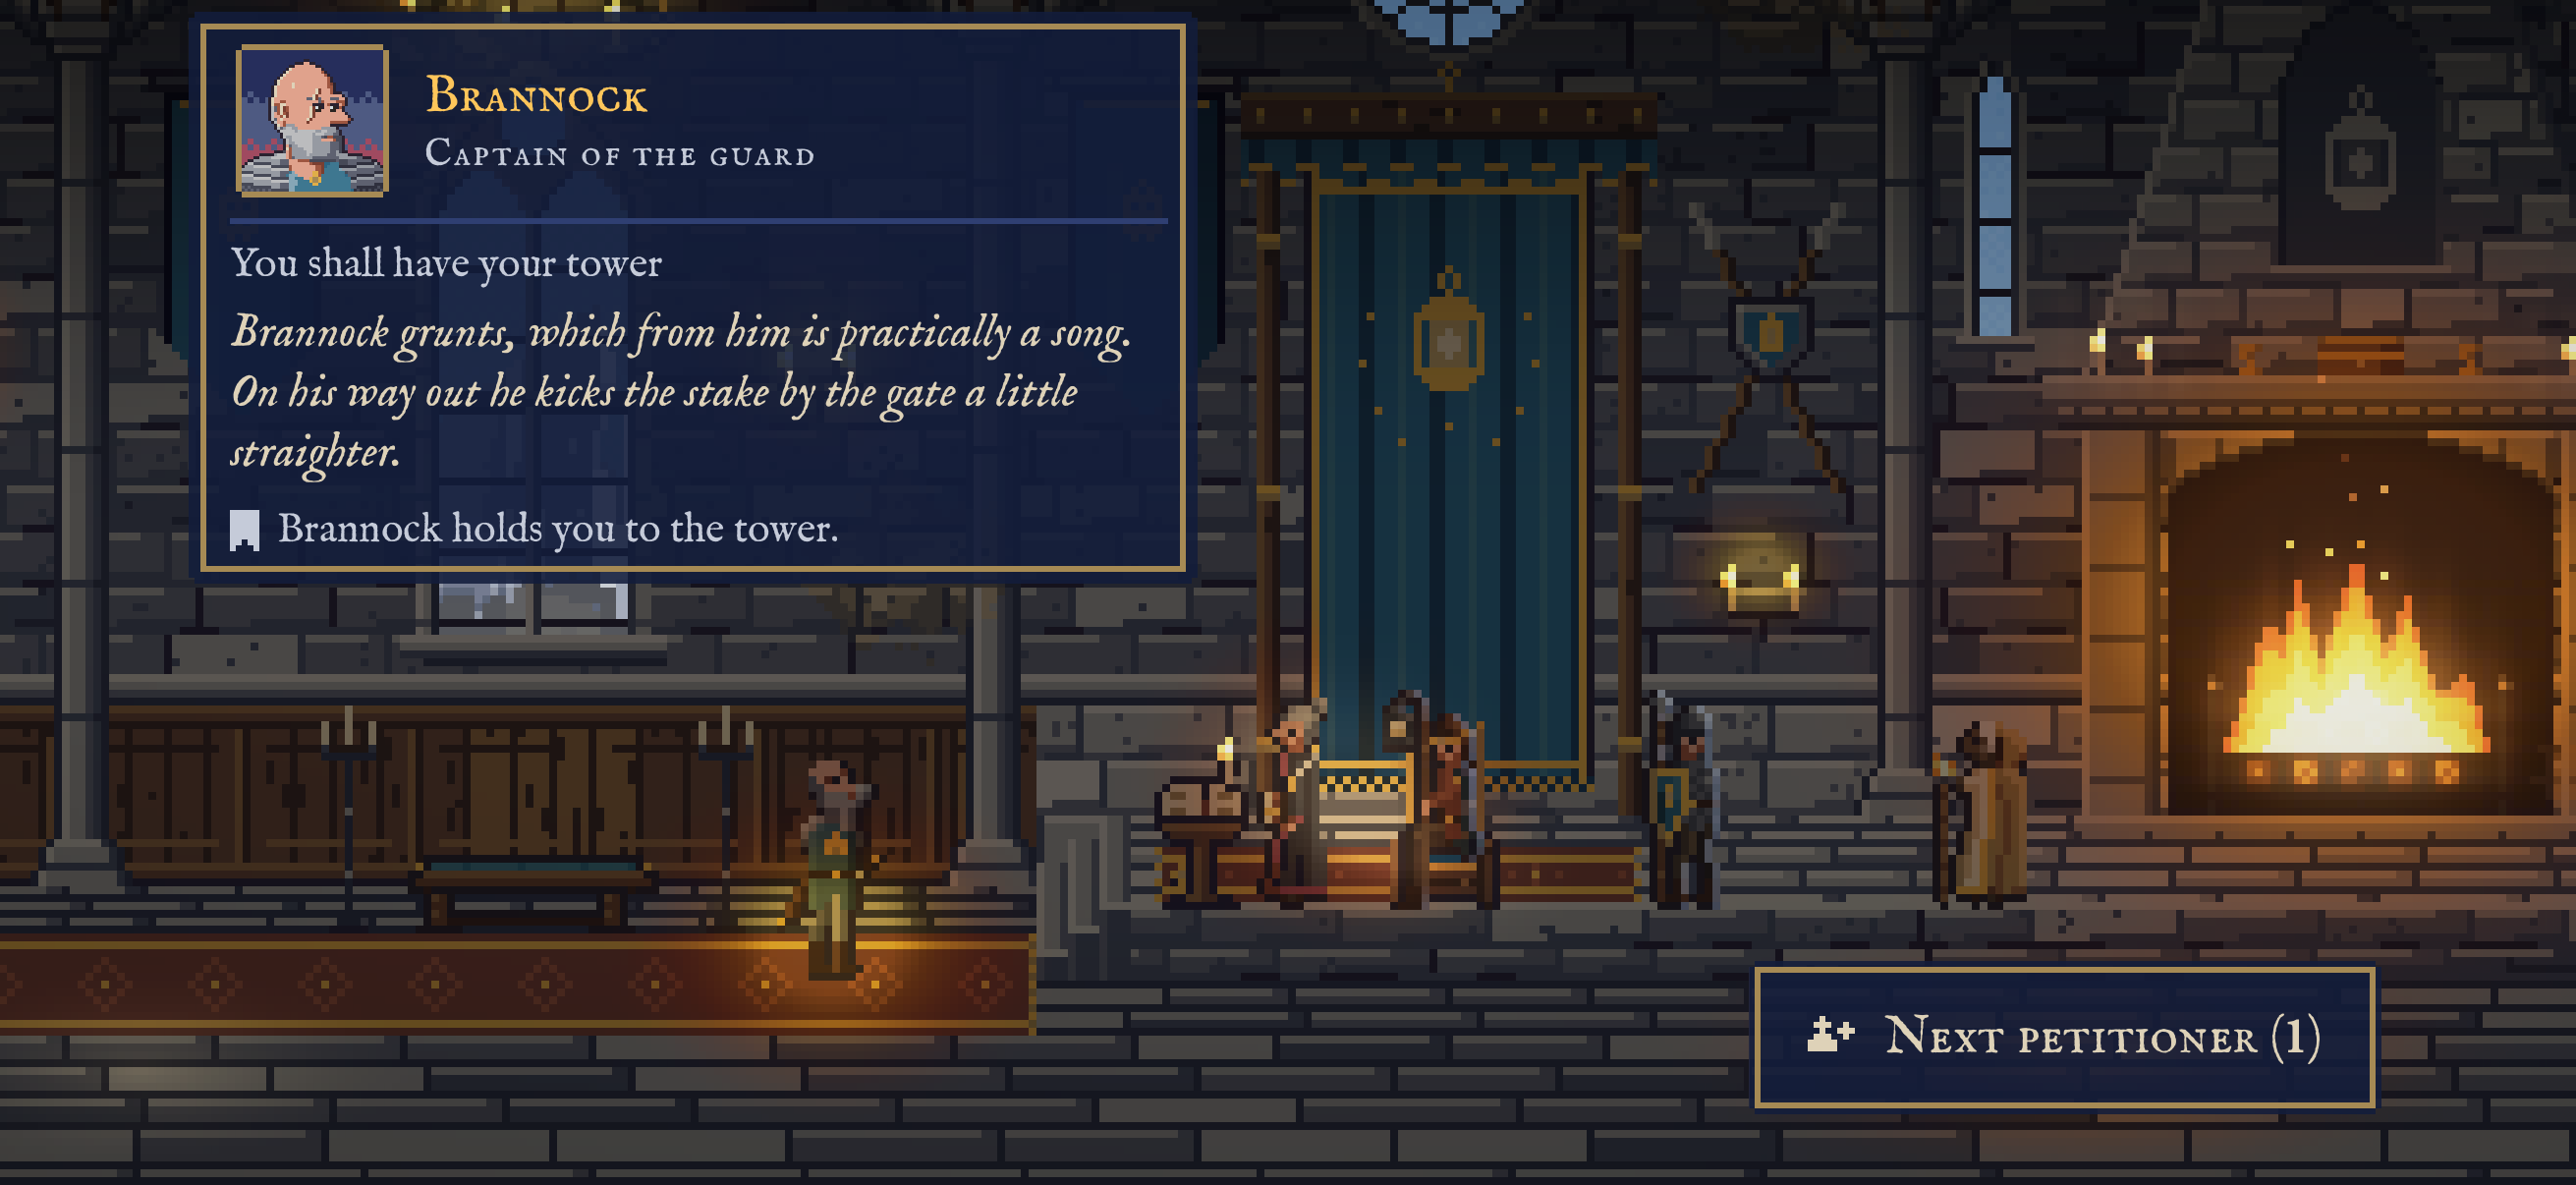 Brannock
Captain of the guard
You shall have your tower
Brannock grunts, which from him is practically a song.
On his way out he kicks the stake by the gate a little
straighter.
Brannock holds you to the tower.
Next petitioner (1)